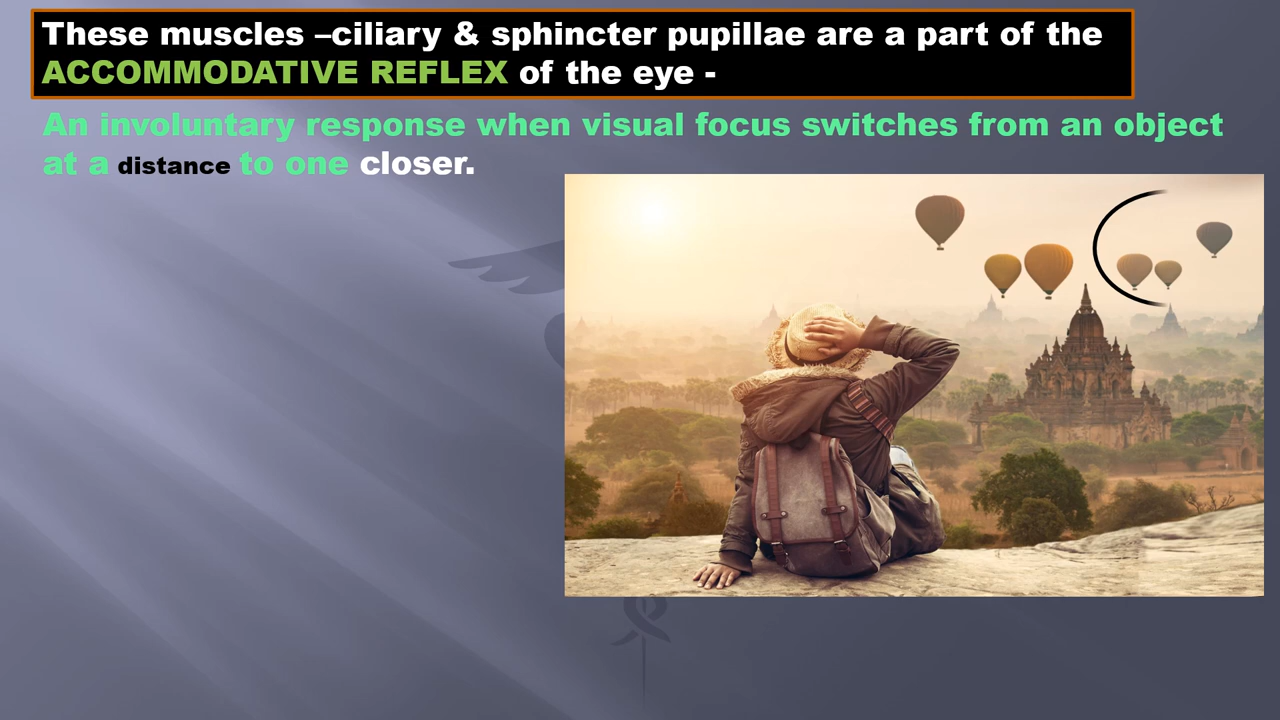 These muscles –ciliary & sphincter pupillae are a part of the
ACCOMMODATIVE REFLEX of the eye -
An involuntary response when visual focus switches from an object
at a distance to one closer.